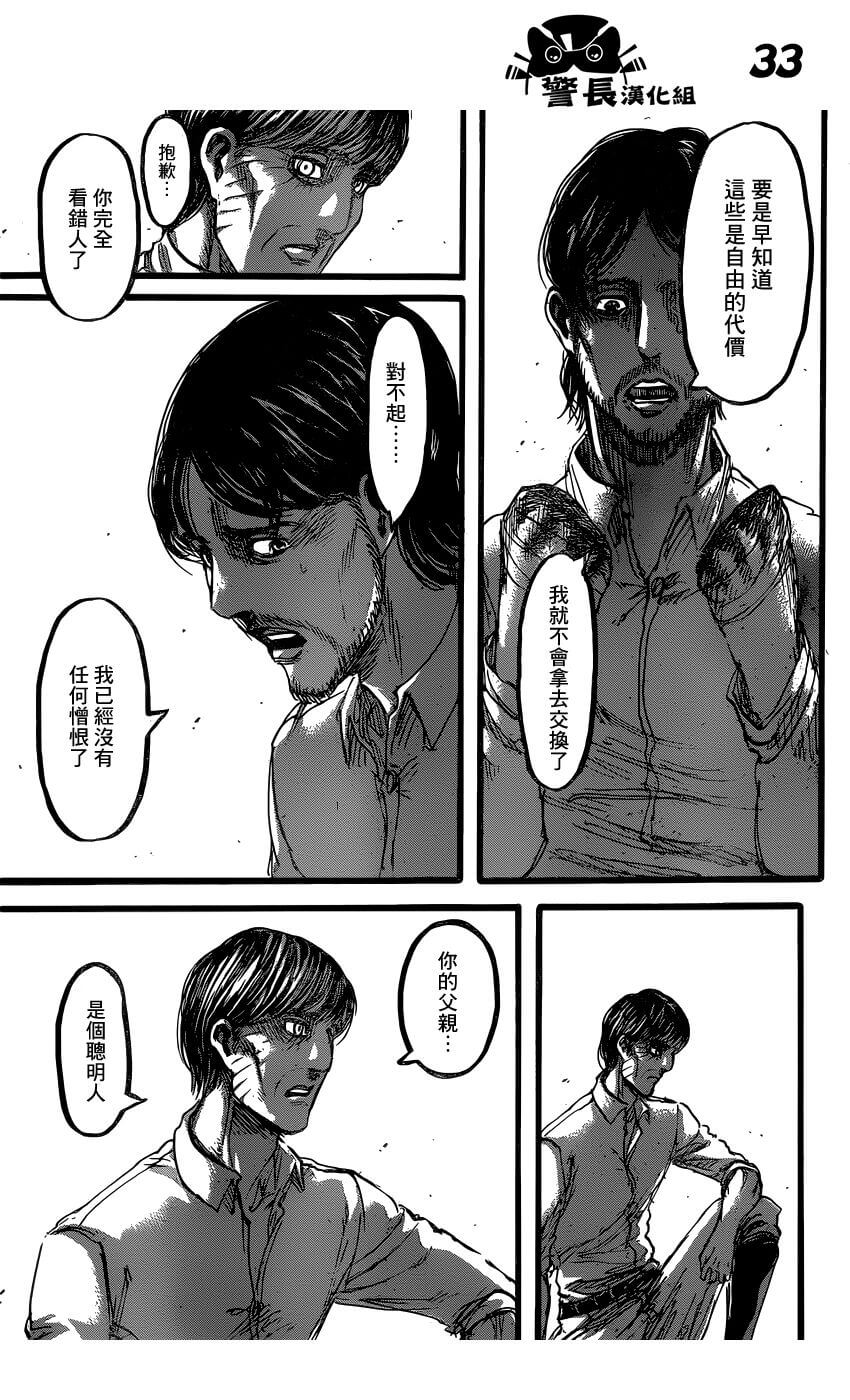 警長漢化組
33
要是早知道
這些是自由的代價
我就不會拿去交換了
抱歉…
你完全
看錯人了
對不起……
我已經沒有
任何憎恨了
你的父親…
是個聰明人